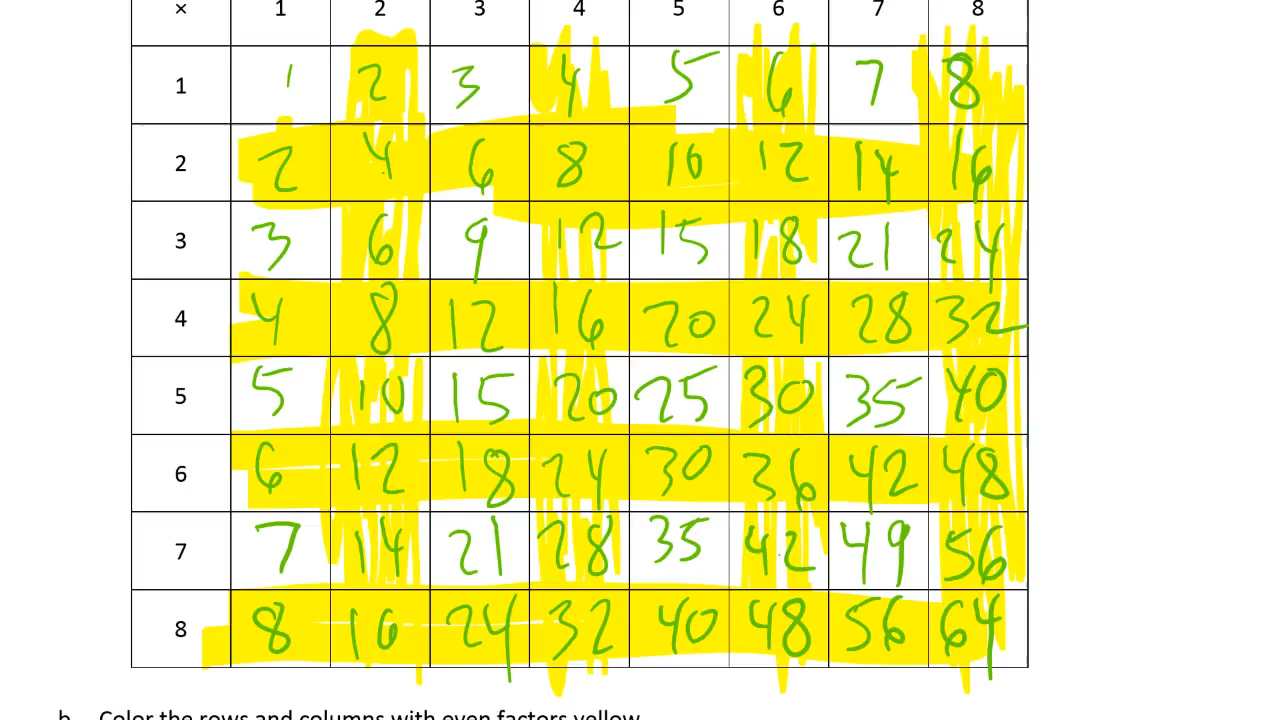 × 1 2 3 4 5 6 7 8
1 1 2 3 4 5 6 7 8
2 2 4 6 8 10 12 14 16
3 3 6 9 12 15 18 21 24
4 4 8 12 16 20 24 28 32
5 5 10 15 20 25 30 35 40
6 6 12 18 24 30 36 42 48
7 7 14 21 28 35 42 49 56
8 8 16 24 32 40 48 56 64
b. Color the rows and columns with even factors yellow.